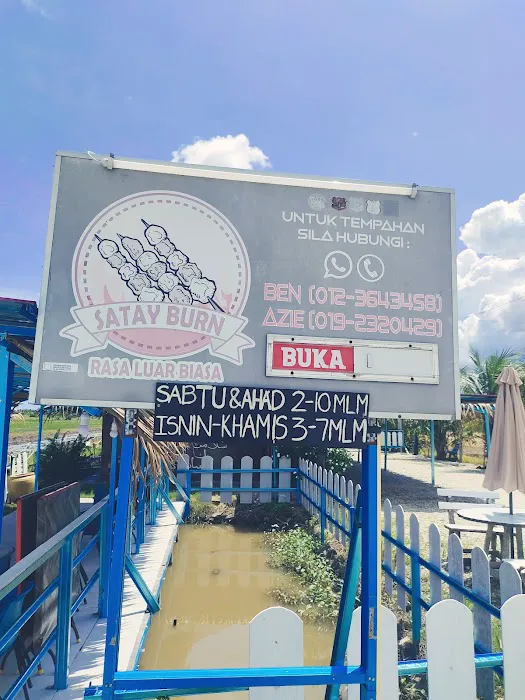 SATAY BURN
RASA LUAR BIASA
UNTUK TEMPAHAN
SILA HUBUNGI :
BEN (012-3643458)
AZIE (019-2320429)
BUKA
SABTU & AHAD 2-10 MLM
ISNIN-KHAMIS 3-7 MLM